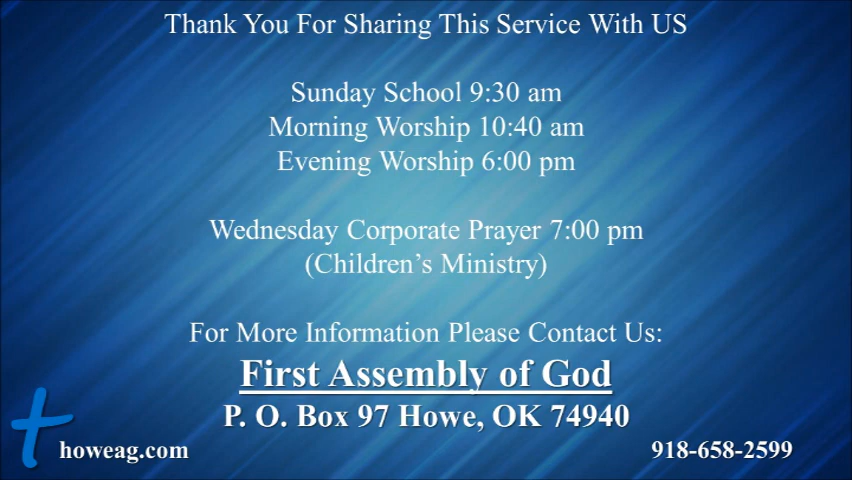 Thank You For Sharing This Service With US
Sunday School 9:30 am
Morning Worship 10:40 am
Evening Worship 6:00 pm
Wednesday Corporate Prayer 7:00 pm
(Children’s Ministry)
For More Information Please Contact Us:
First Assembly of God
P. O. Box 97 Howe, OK 74940
howeag.com
918-658-2599